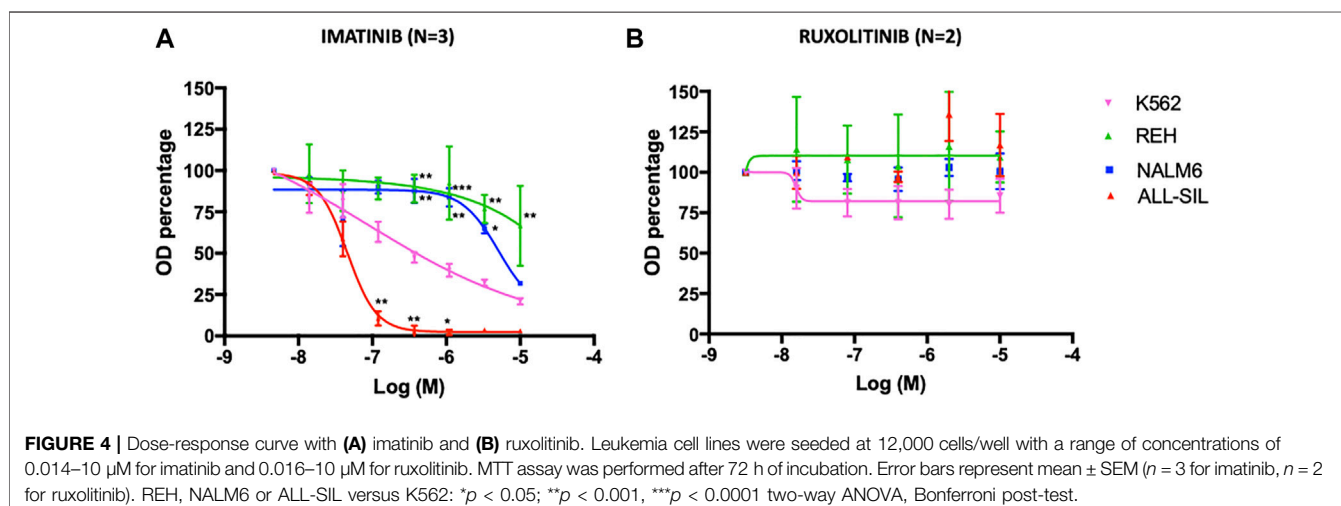 A
IMATINIB (N=3)
150
125
100
75
50
25
0
OD percentage
-9
-8
-7
-6
-5
-4
Log (M)
**
***
**
**
**
**
*
**
**
*
B
RUXOLITINIB (N=2)
150
125
100
75
50
25
0
OD percentage
-9
-8
-7
-6
-5
-4
Log (M)
K562
REH
NALM6
ALL-SIL
FIGURE 4 | Dose-response curve with (A) imatinib and (B) ruxolitinib. Leukemia cell lines were seeded at 12,000 cells/well with a range of concentrations of
0.014–10 µM for imatinib and 0.016–10 µM for ruxolitinib. MTT assay was performed after 72 h of incubation. Error bars represent mean ± SEM (n = 3 for imatinib, n = 2
for ruxolitinib). REH, NALM6 or ALL-SIL versus K562: *p < 0.05; **p < 0.001, ***p < 0.0001 two-way ANOVA, Bonferroni post-test.